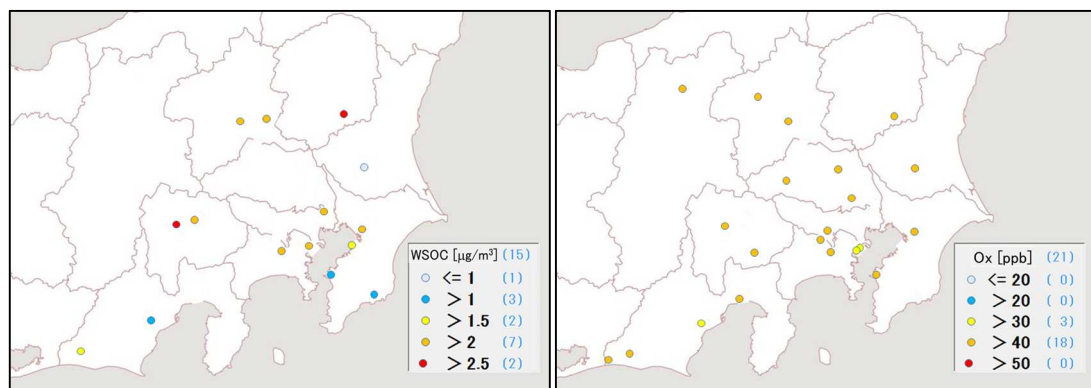 WSOC [μg/m³] (15)
<= 1 (1)
> 1 (3)
> 1.5 (2)
> 2 (7)
> 2.5 (2)
Ox [ppb] (21)
<= 20 ( 0)
> 20 ( 0)
> 30 ( 3)
> 40 (18)
> 50 ( 0)